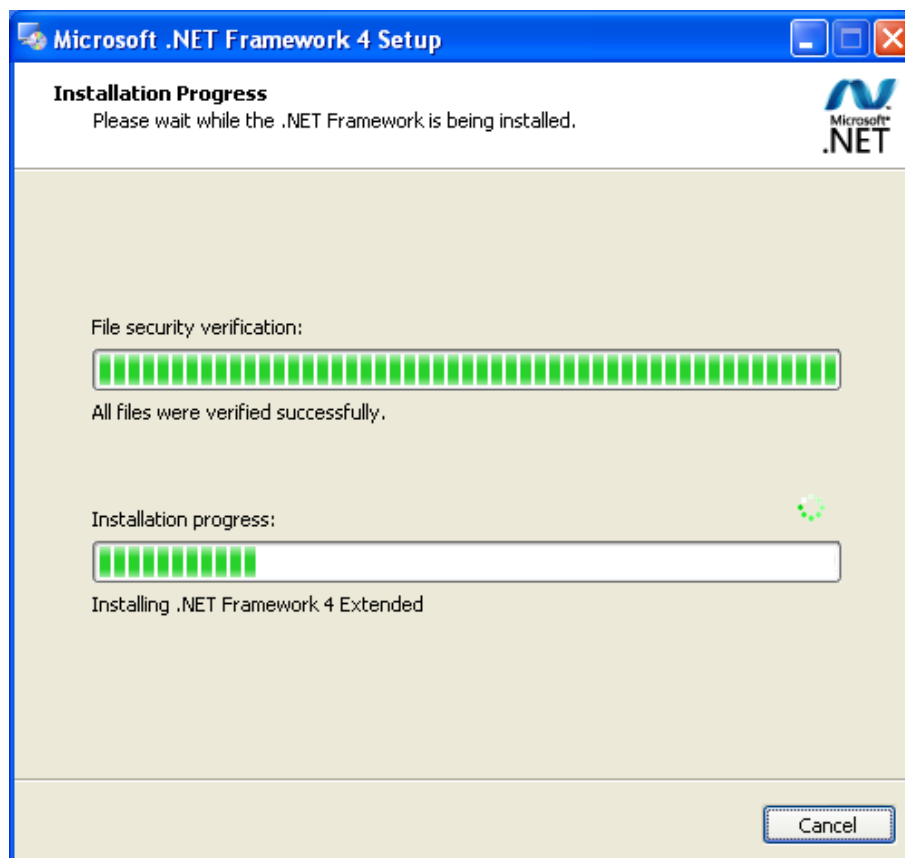 Microsoft .NET Framework 4 Setup
Installation Progress
Please wait while the .NET Framework is being installed.
Microsoft®
.NET
File security verification:
All files were verified successfully.
Installation progress:
Installing .NET Framework 4 Extended
Cancel